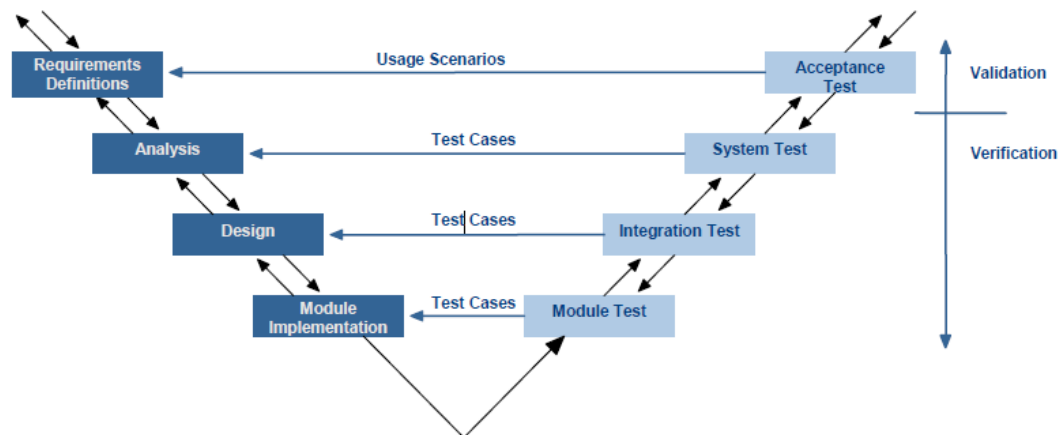 Usage Scenarios
Requirements
Definitions
Acceptance
Test
Validation
Test Cases
Analysis
System Test
Verification
Test Cases
Design
Integration Test
Test Cases
Module
Implementation
Module Test